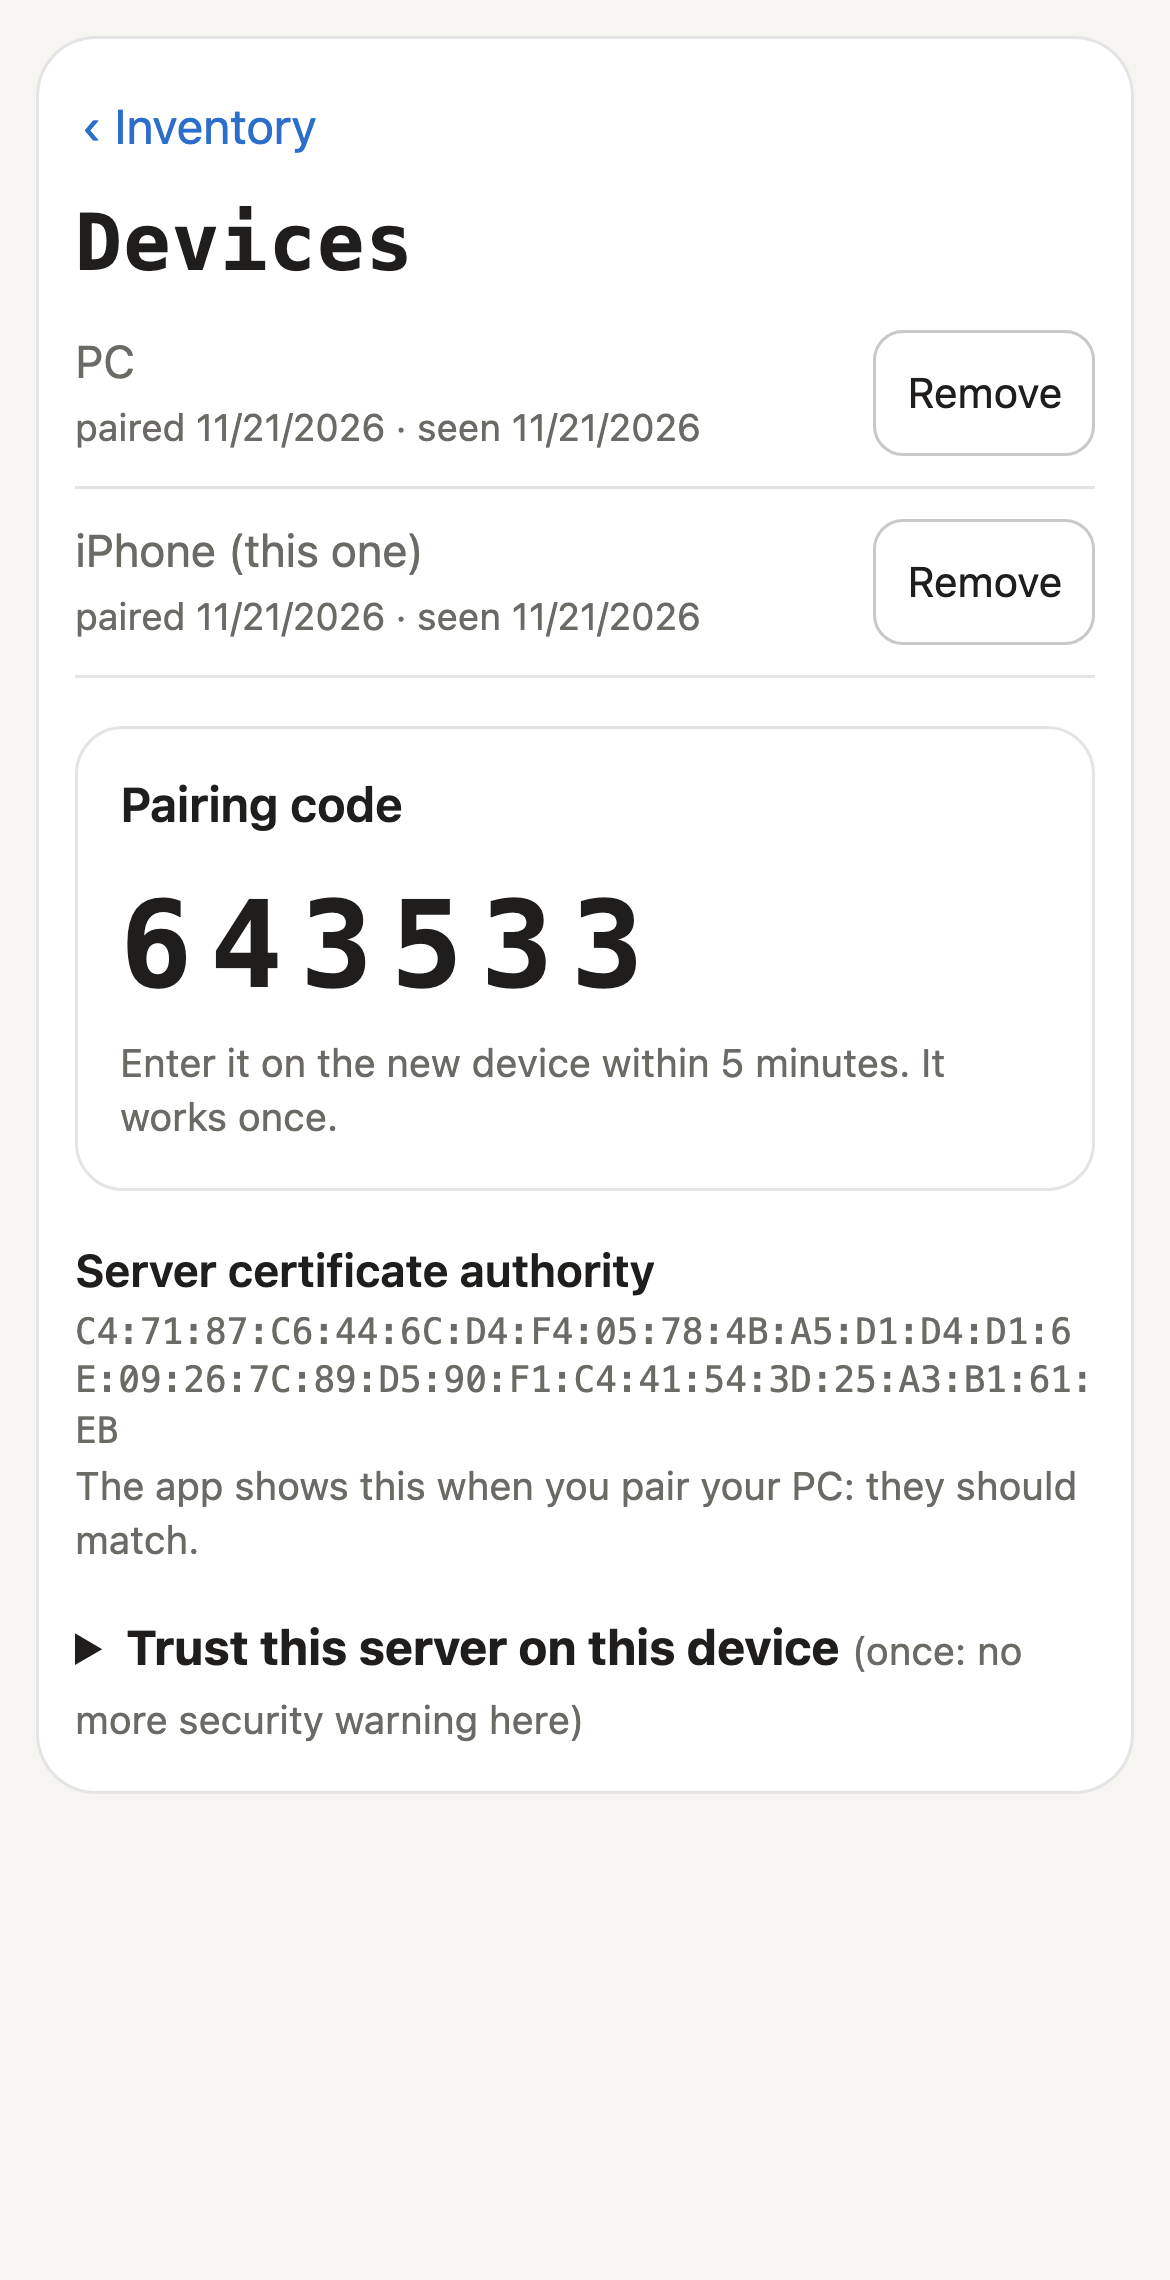 ‹ Inventory
Devices
PC
Remove
paired 11/21/2026 · seen 11/21/2026
iPhone (this one)
Remove
paired 11/21/2026 · seen 11/21/2026
Pairing code
643533
Enter it on the new device within 5 minutes. It
works once.
Server certificate authority
C4:71:87:C6:44:6C:D4:F4:05:78:4B:A5:D1:D4:D1:6
E:09:26:7C:89:D5:90:F1:C4:41:54:3D:25:A3:B1:61:
EB
The app shows this when you pair your PC: they should
match.
▶ Trust this server on this device (once: no
more security warning here)